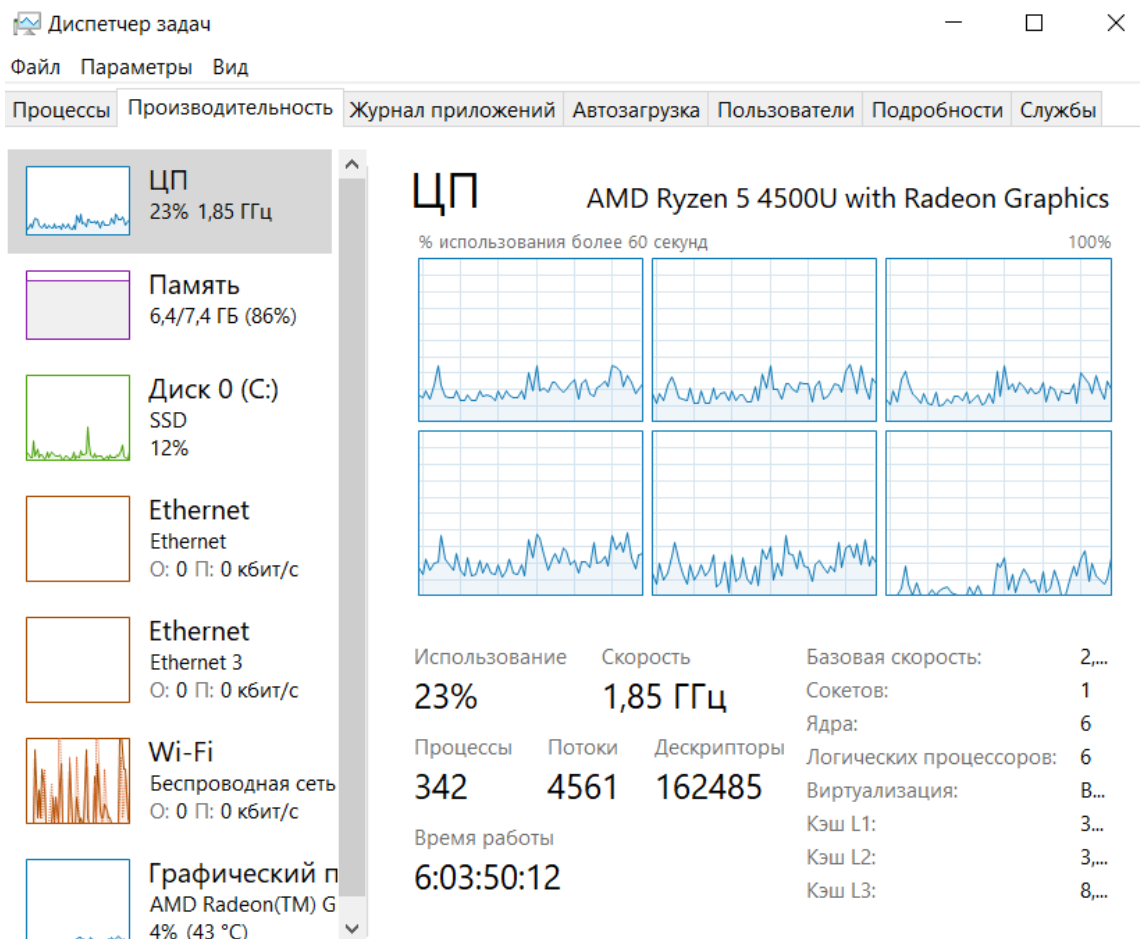 Диспетчер задач
Файл Параметры Вид
Процессы Производительность Журнал приложений Автозагрузка Пользователи Подробности Службы
ЦП
23% 1,85 ГГц
Память
6,4/7,4 ГБ (86%)
Диск 0 (C:)
SSD
12%
Ethernet
Ethernet
О: 0 П: 0 кбит/с
Ethernet
Ethernet 3
О: 0 П: 0 кбит/с
Wi-Fi
Беспроводная сеть
О: 0 П: 0 кбит/с
Графический п
AMD Radeon(TM) G
4% (43 °C)
ЦП AMD Ryzen 5 4500U with Radeon Graphics
% использования более 60 секунд 100%
Использование Скорость
23% 1,85 ГГц
Процессы Потоки Дескрипторы
342 4561 162485
Время работы
6:03:50:12
Базовая скорость: 2,...
Сокетов: 1
Ядра: 6
Логических процессоров: 6
Виртуализация: В...
Кэш L1: 3...
Кэш L2: 3,...
Кэш L3: 8,...